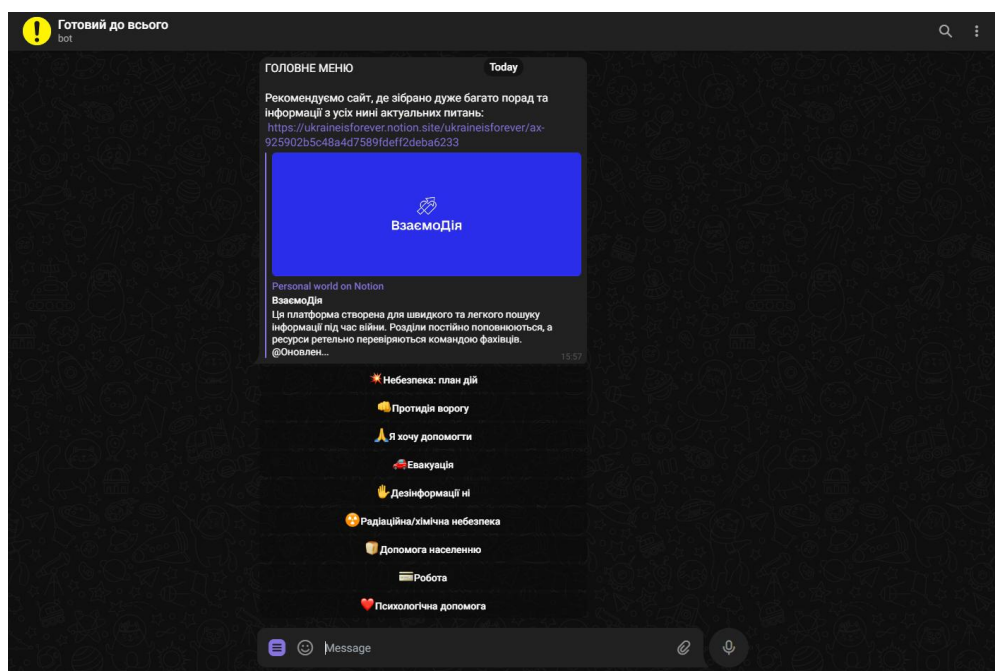 Готовий до всього
bot
ГОЛОВНЕ МЕНЮ
Today
Рекомендуємо сайт, де зібрано дуже багато порад та
інформації з усіх нині актуальних питань:
https://ukraineisforever.notion.site/ukraineisforever/ax-
925902b5c48a4d7589fdeff2deba6233
ВзаємоДія
Personal world on Notion
ВзаємоДія
Ця платформа створена для швидкого та легкого пошуку
інформації під час війни. Розділи постійно поповнюються, а
ресурси ретельно перевіряються командою фахівців.
@Оновлен...
15:57
Небезпека: план дій
Протидія ворогу
Я хочу допомогти
Евакуація
Дезінформації ні
Радіаційна/хімічна небезпека
Допомога населенню
Робота
Психологічна допомога
Message